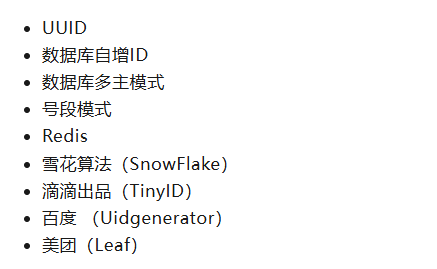 UUID
数据库自增ID
数据库多主模式
号段模式
Redis
雪花算法（SnowFlake）
滴滴出品（TinyID）
百度 （Uidgenerator）
美团（Leaf）